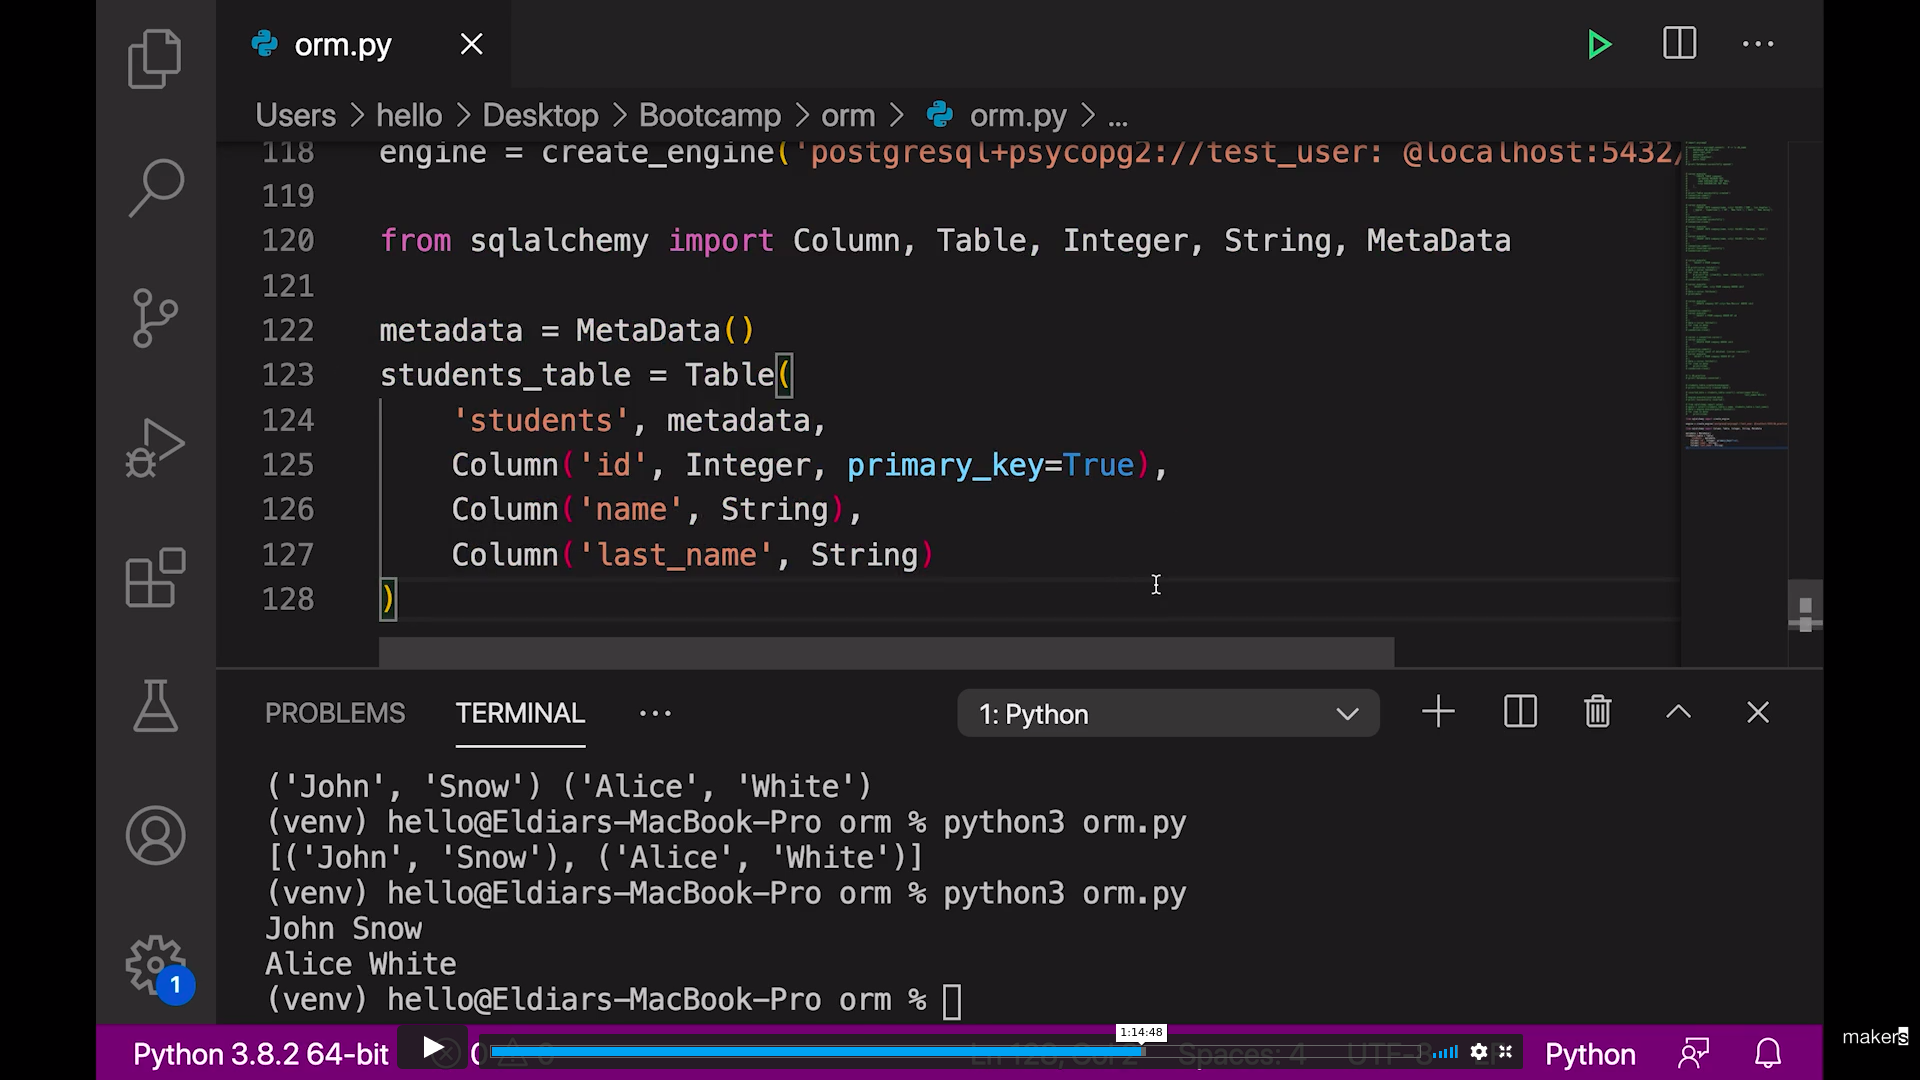 orm.py
Users > hello > Desktop > Bootcamp > orm > orm.py > ...
118 engine = create_engine('postgresql+psycopg2://test_user: @localhost:5432/
119
120 from sqlalchemy import Column, Table, Integer, String, MetaData
121
122 metadata = MetaData()
123 students_table = Table(
124 'students', metadata,
125 Column('id', Integer, primary_key=True),
126 Column('name', String),
127 Column('last_name', String)
128 )
PROBLEMS TERMINAL ... 1: Python
('John', 'Snow') ('Alice', 'White')
(venv) hello@Eldiars-MacBook-Pro orm % python3 orm.py
[('John', 'Snow'), ('Alice', 'White')]
(venv) hello@Eldiars-MacBook-Pro orm % python3 orm.py
John Snow
Alice White
(venv) hello@Eldiars-MacBook-Pro orm %
1
1:14:48
makers
Python 3.8.2 64-bit Spaces: 4 Python